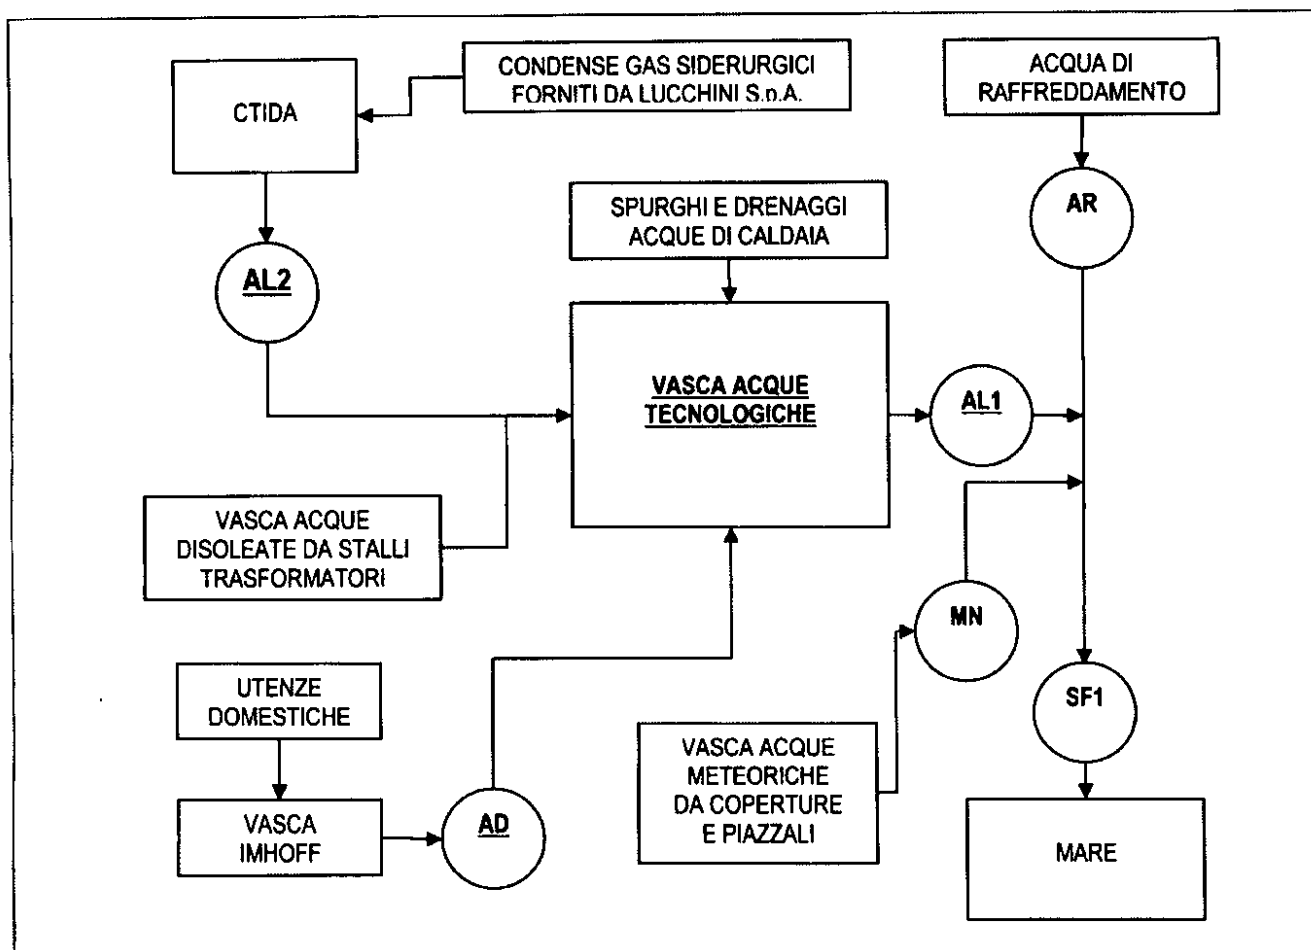 CONDENSE GAS SIDERURGICI
FORNITI DA LUCCHINI S.p.A.
ACQUA DI
RAFFREDDAMENTO
CTIDA
SPURGHI E DRENAGGI
ACQUE DI CALDAIA
AR
AL2
VASCA ACQUE
TECNOLOGICHE
AL1
VASCA ACQUE
DISOLEATE DA STALLI
TRASFORMATORI
MN
UTENZE
DOMESTICHE
SF1
VASCA ACQUE
METEORICHE
DA COPERTURE
E PIAZZALI
VASCA
IMHOFF
AD
MARE